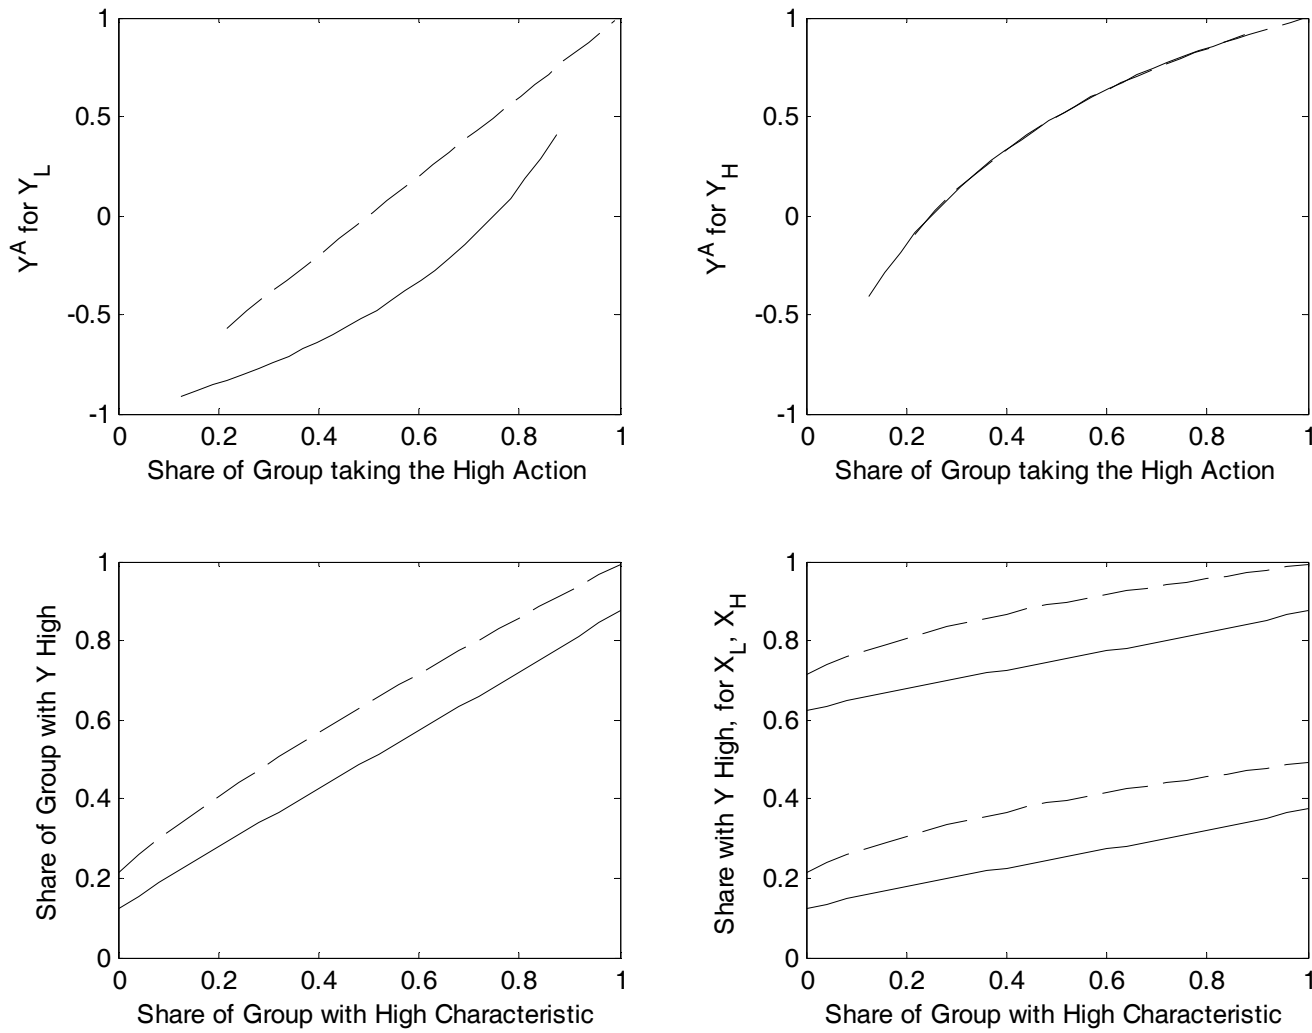 1
0.5
0
-0.5
-1
0 0.2 0.4 0.6 0.8 1
Y^A for Y_L
Share of Group taking the High Action
1
0.5
0
-0.5
-1
0 0.2 0.4 0.6 0.8 1
Y^A for Y_H
Share of Group taking the High Action
1
0.8
0.6
0.4
0.2
0
0 0.2 0.4 0.6 0.8 1
Share of Group with Y High
Share of Group with High Characteristic
1
0.8
0.6
0.4
0.2
0
0 0.2 0.4 0.6 0.8 1
Share with Y High, for X_L, X_H
Share of Group with High Characteristic